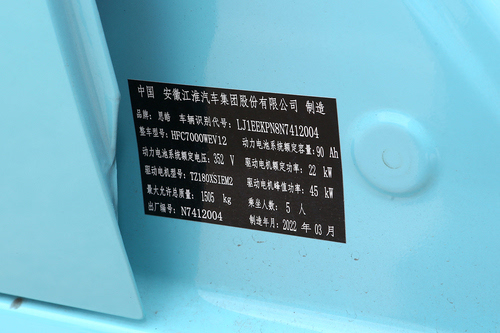 中国 安徽江淮汽车集团股份有限公司 制造
品牌: 思皓 车辆识别代号: LJ1EEKPN8N7412004
整车型号: HFC7000WEV12 动力电池系统额定容量: 90 Ah
动力电池系统额定电压: 352 V 驱动电机额定功率: 22 kW
驱动电机型号: TZ180XSIEM2 驱动电机峰值功率: 45 kW
最大允许总质量: 1505 kg 乘坐人数: 5 人
出厂编号: N7412004 制造年月: 2022 年 03 月